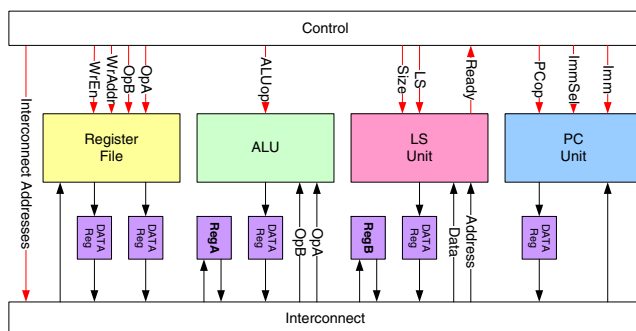 Control
Interconnect Addresses
WrEn
WrAddr
OpB
OpA
ALUop
Size
LS
Ready
PCop
ImmSel
Imm
Register
File
ALU
LS
Unit
PC
Unit
DATA
Reg
DATA
Reg
RegA
DATA
Reg
OpB
OpA
RegB
DATA
Reg
Data
Address
DATA
Reg
Interconnect